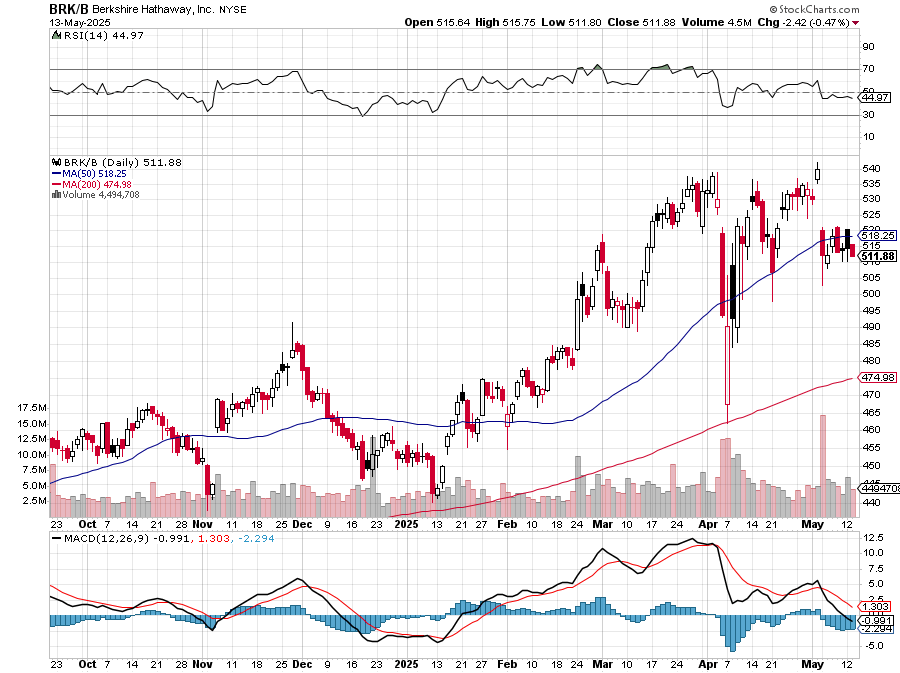 BRK/B Berkshire Hathaway, Inc. NYSE
© StockCharts.com
13-May-2025
Open 515.64 High 515.75 Low 511.80 Close 511.88 Volume 4.5M Chg -2.42 (-0.47%)
RSI(14) 44.97
90
70
50
44.97
30
10
BRK/B (Daily) 511.88
MA(50) 518.25
MA(200) 474.98
Volume 4,494,708
540
535
530
525
520
518.25
515
511.88
510
505
500
495
490
485
480
474.98
470
465
460
455
450
445
4494708
440
17.5M
15.0M
12.5M
10.0M
7.5M
5.0M
2.5M
23 Oct 7 14 21 28 Nov 11 18 25 Dec 9 16 23 2025 13 21 27 Feb 10 18 24 Mar 10 17 24 Apr 7 14 21 May 12
MACD(12,26,9) -0.991, 1.303, -2.294
12.5
10.0
7.5
5.0
2.5
1.303
-0.991
-2.294
-5.0
23 Oct 7 14 21 28 Nov 11 18 25 Dec 9 16 23 2025 13 21 27 Feb 10 18 24 Mar 10 17 24 Apr 7 14 21 May 12